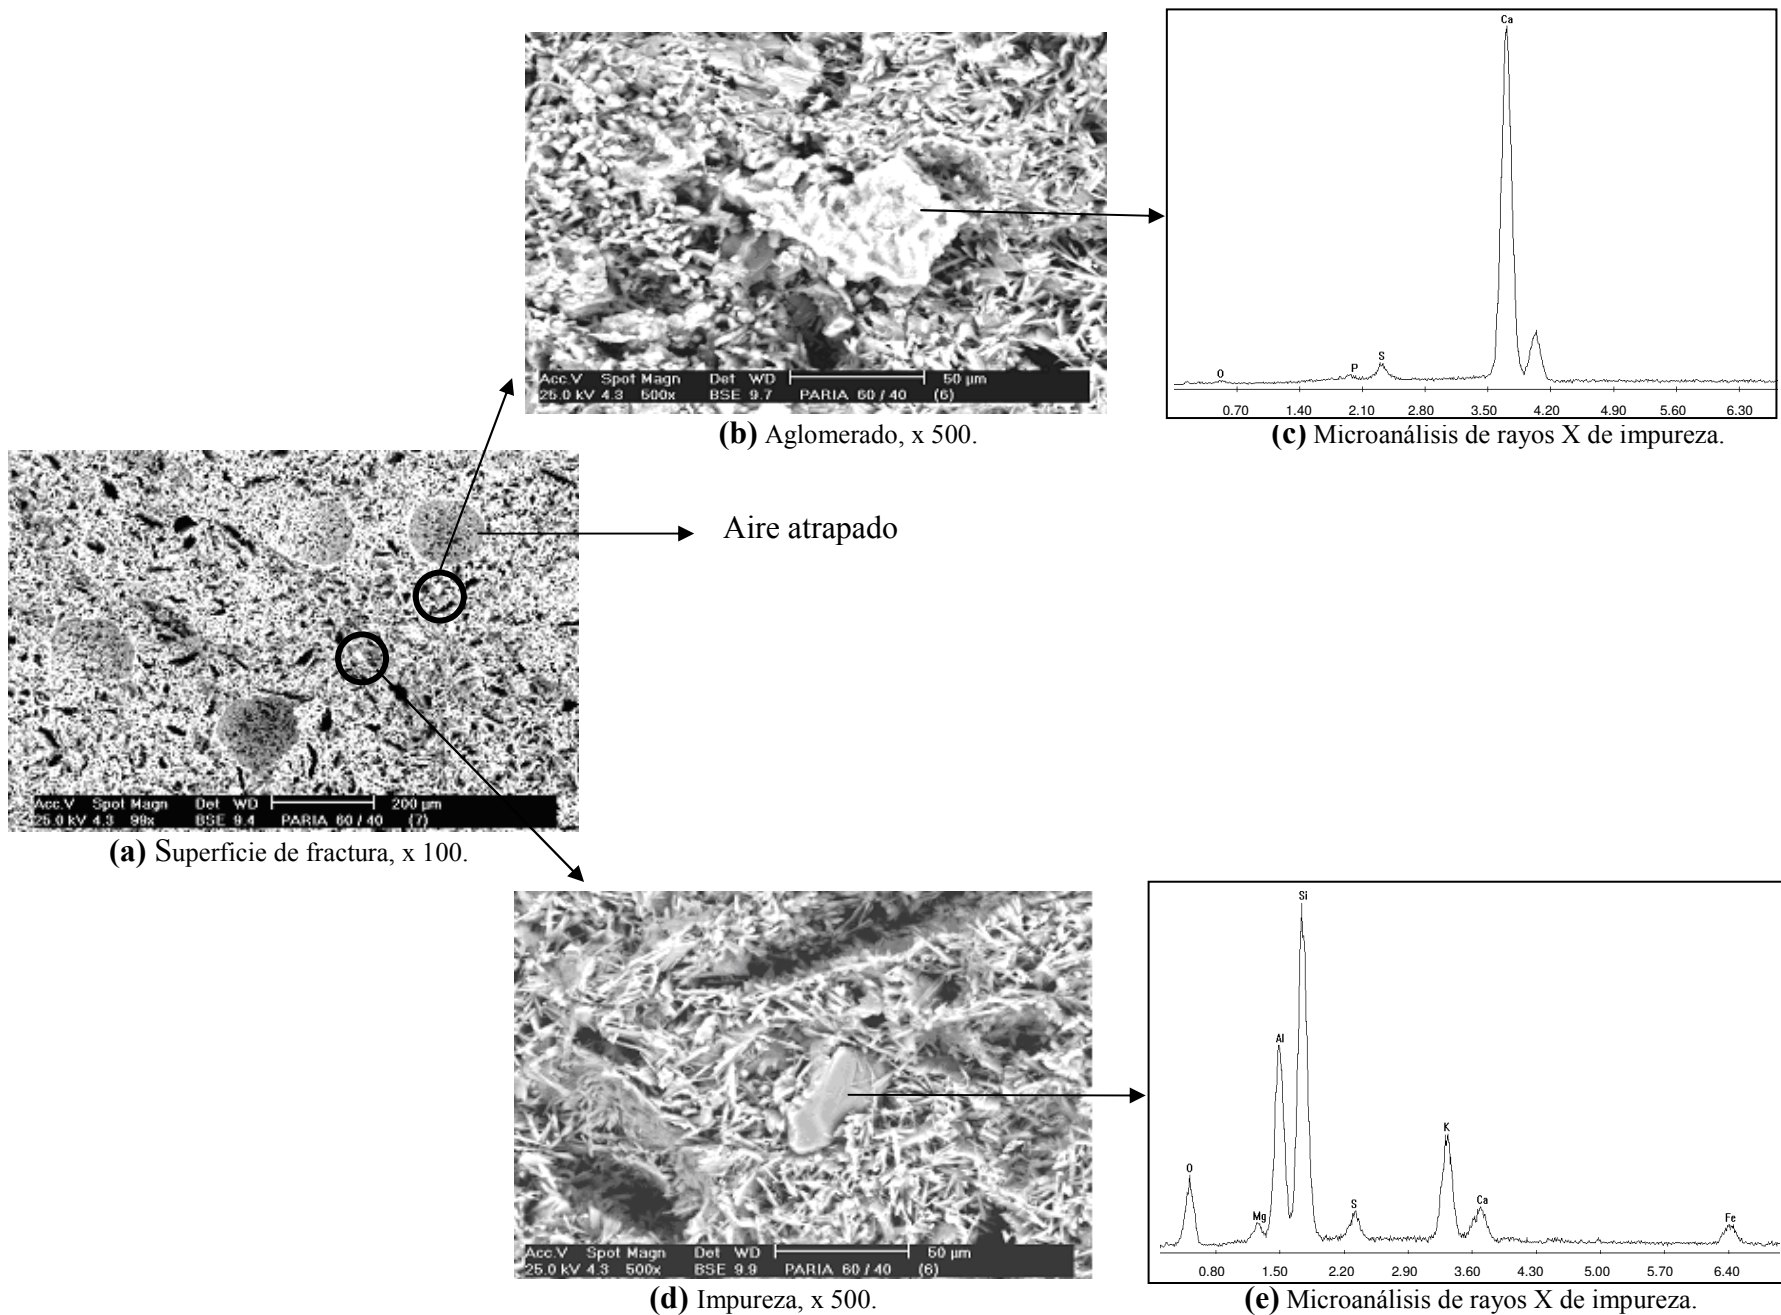 Ca
S
P
O
0.70 1.40 2.10 2.80 3.50 4.20 4.90 5.60 6.30
Acc.V Spot Magn Det WD 50 µm
25.0 kV 4.3 500x BSE 9.7 PARIA 60 / 40 (6)
(b) Aglomerado, x 500.
(c) Microanálisis de rayos X de impureza.
Aire atrapado
Acc.V Spot Magn Det WD 200 µm
25.0 kV 4.3 99x BSE 9.4 PARIA 60 / 40 (7)
(a) Superficie de fractura, x 100.
Si
Al
K
O
Mg
S
Ca
Fe
0.80 1.50 2.20 2.90 3.60 4.30 5.00 5.70 6.40
Acc.V Spot Magn Det WD 50 µm
25.0 kV 4.3 500x BSE 9.9 PARIA 60 / 40 (6)
(d) Impureza, x 500.
(e) Microanálisis de rayos X de impureza.